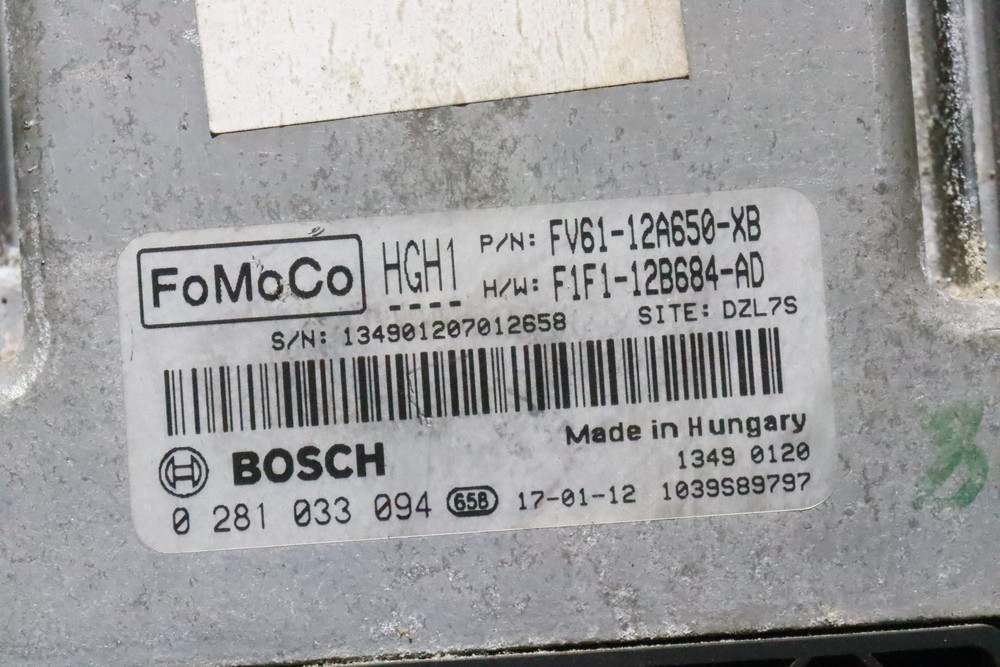 FoMoCo HGH1 P/N: FV61-12A650-XB
H/W: F1F1-12B684-AD
S/N: 134901207012658 SITE: DZL7S
Made in Hungary
BOSCH 1349 0120
0 281 033 094 658 17-01-12 1039S89797